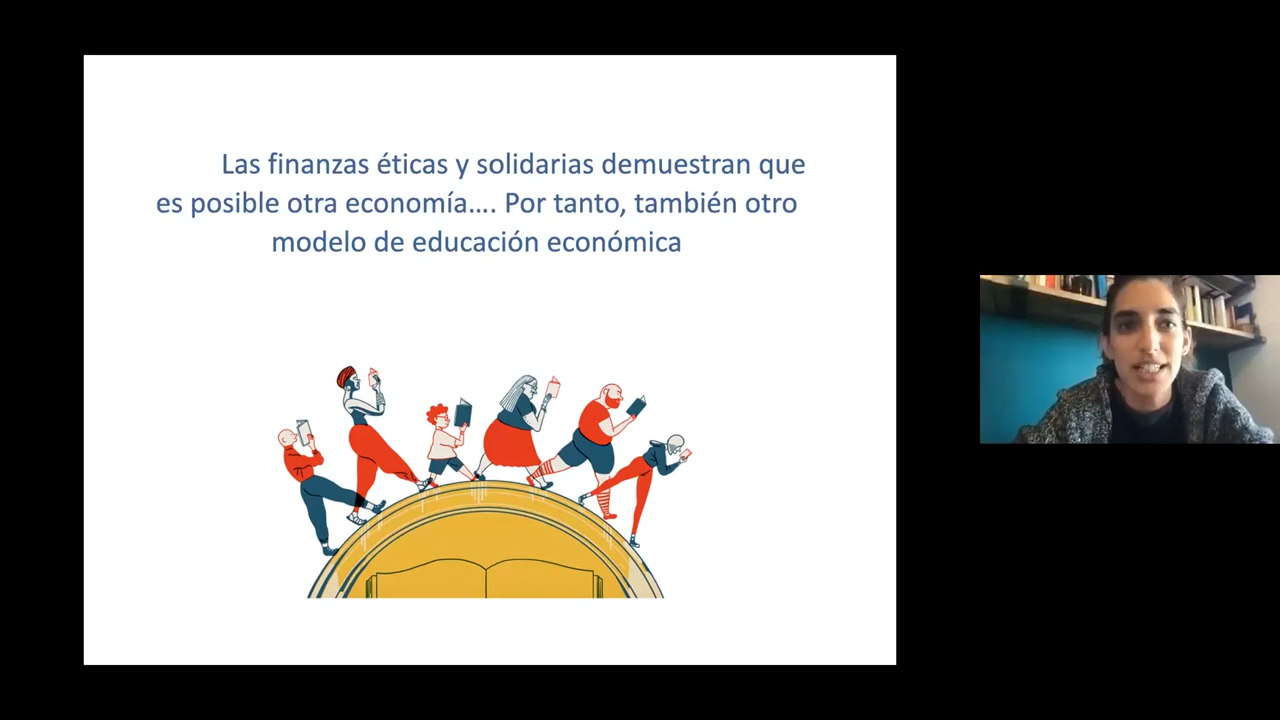 Las finanzas éticas y solidarias demuestran que
es posible otra economía…. Por tanto, también otro
modelo de educación económica